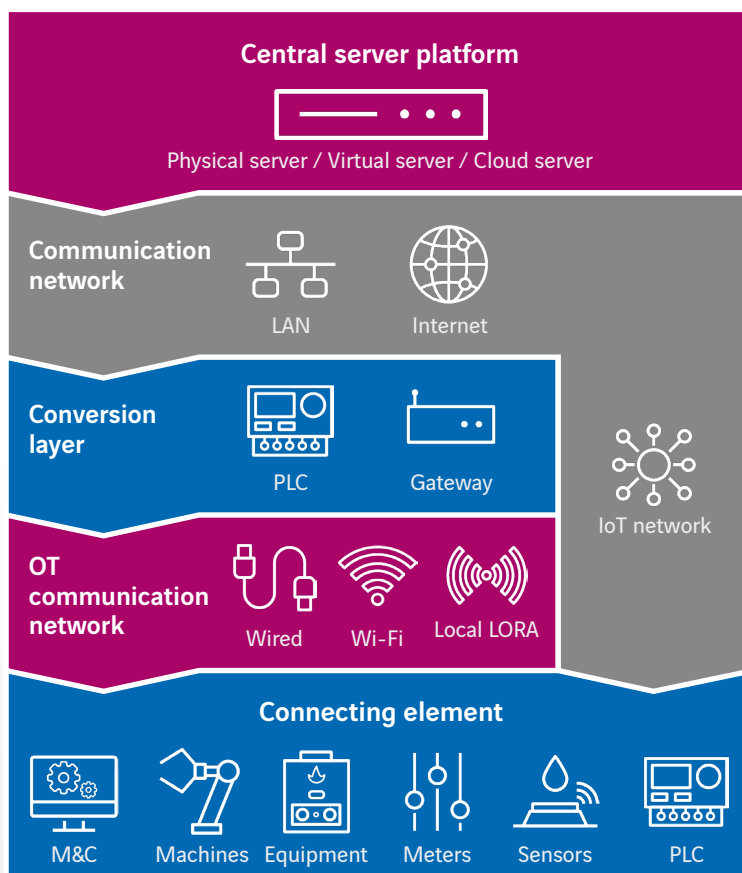 Central server platform
Physical server / Virtual server / Cloud server
Communication
network
LAN
Internet
Conversion
layer
PLC
Gateway
IoT network
OT
communication
network
Wired
Wi-Fi
Local LORA
Connecting element
M&C
Machines
Equipment
Meters
Sensors
PLC